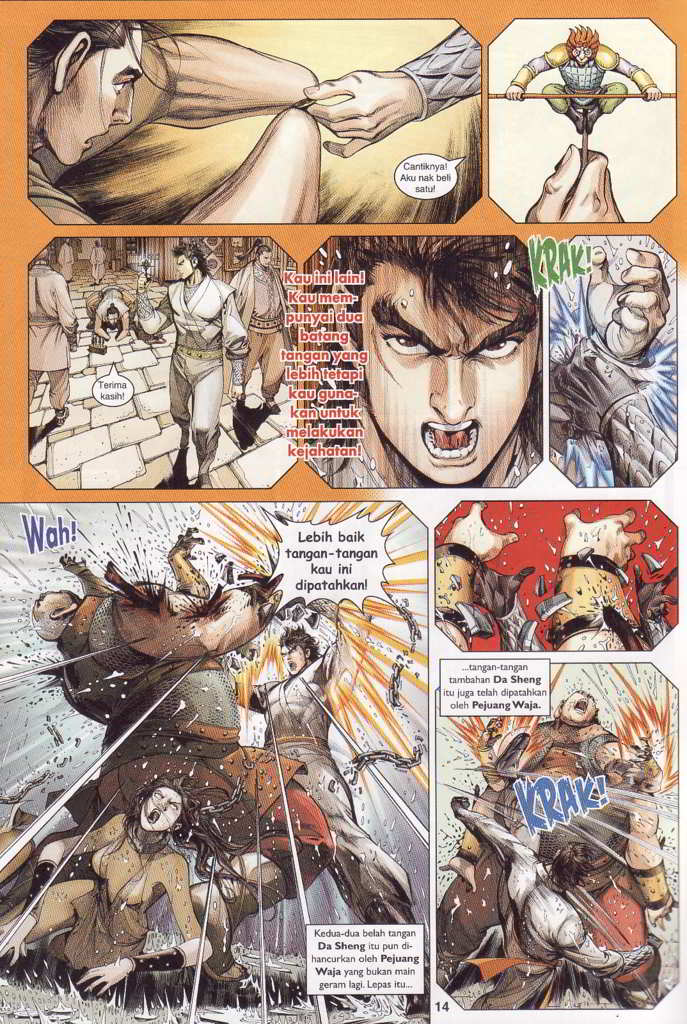 Cantiknya!
Aku nak beli
satu!
Terima
kasih!
Kau ini lain!
Kau mem-
punyai dua
batang
tangan yang
lebih tetapi
kau guna-
kan untuk
melakukan
kejahatan!
KRAK!
Wah!
Lebih baik
tangan-tangan
kau ini
dipatahkan!
Kedua-dua belah tangan
Da Sheng itu pun di-
hancurkan oleh Pejuang
Waja yang bukan main
geram lagi. Lepas itu...
...tangan-tangan
tambahan Da Sheng
itu juga telah dipatahkan
oleh Pejuang Waja.
KRAK!
14